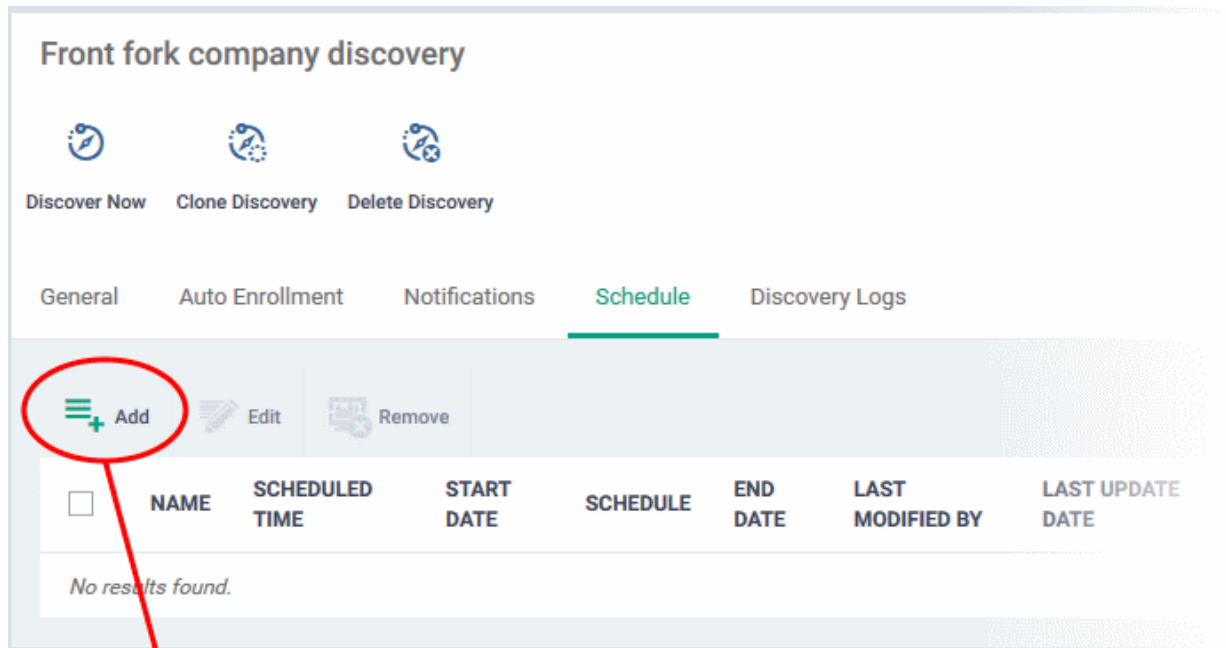 Front fork company discovery
Discover Now Clone Discovery Delete Discovery
General Auto Enrollment Notifications Schedule Discovery Logs
Add Edit Remove
NAME SCHEDULED TIME START DATE SCHEDULE END DATE LAST MODIFIED BY LAST UPDATE DATE
No results found.